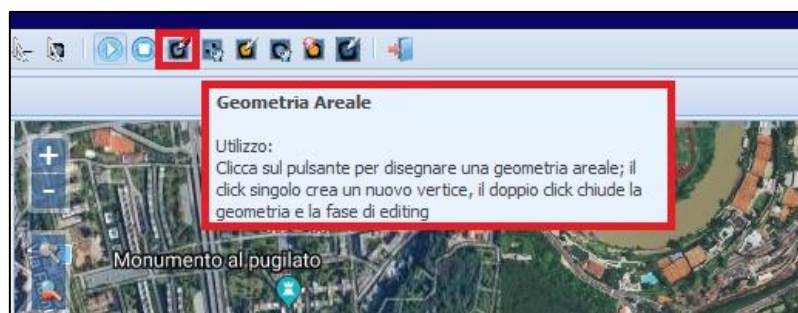 Geometria Areale
Utilizzo:
Clicca sul pulsante per disegnare una geometria areale; il
click singolo crea un nuovo vertice, il doppio click chiude la
geometria e la fase di editing
+
-
Monumento al pugilato